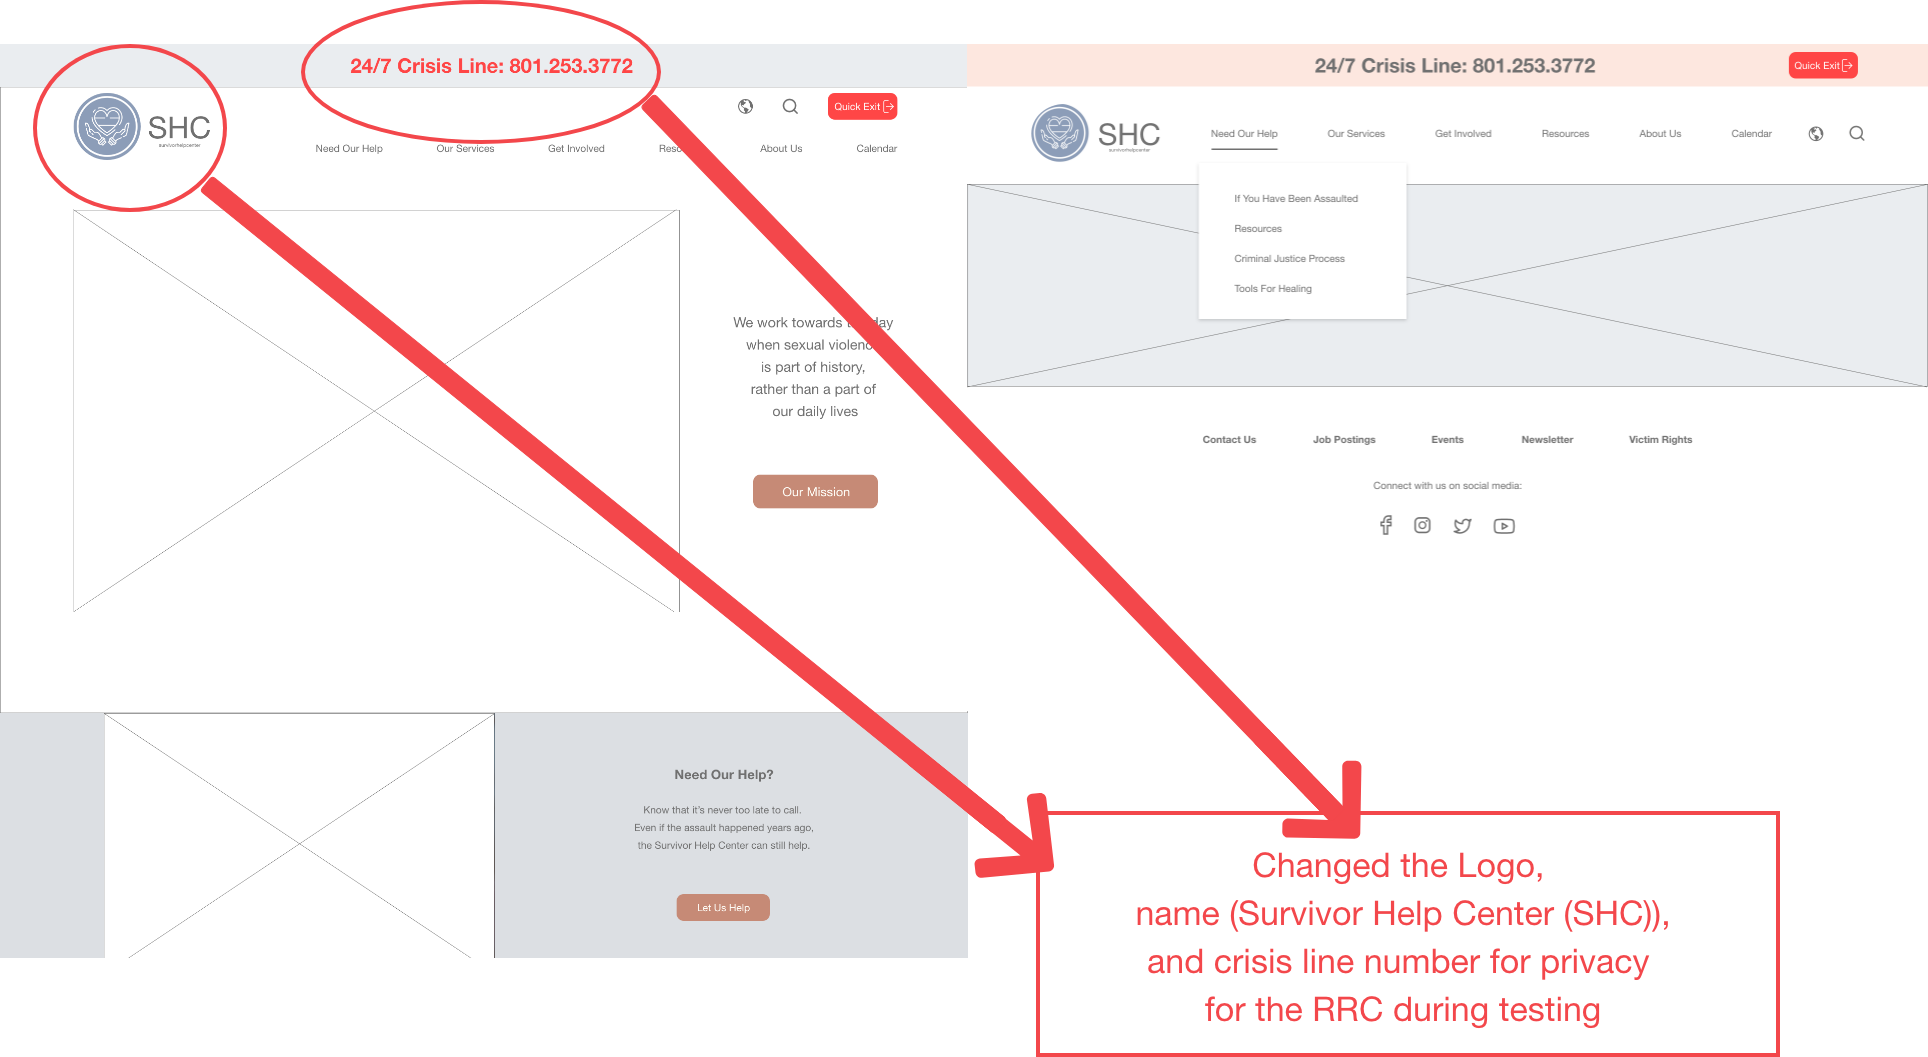 24/7 Crisis Line: 801.253.3772
SHC
survivorhelpcenter
Quick Exit
Need Our Help
Our Services
Get Involved
About Us
Calendar
We work towards day
when sexual
is part of history,
rather than a part of
our daily lives
Our Mission
Need Our Help?
Know that it's never too late to call.
Even if the assault happened years ago,
the Survivor Help Center can still help.
Let Us Help
24/7 Crisis Line: 801.253.3772
Quick Exit
SHC
survivorhelpcenter
Need Our Help
Our Services
Get Involved
Resources
About Us
Calendar
If You Have Been Assaulted
Resources
Criminal Justice Process
Tools For Healing
Contact Us
Job Postings
Events
Newsletter
Victim Rights
Connect with us on social media:
Changed the Logo,
name (Survivor Help Center (SHC)),
and crisis line number for privacy
for the RRC during testing